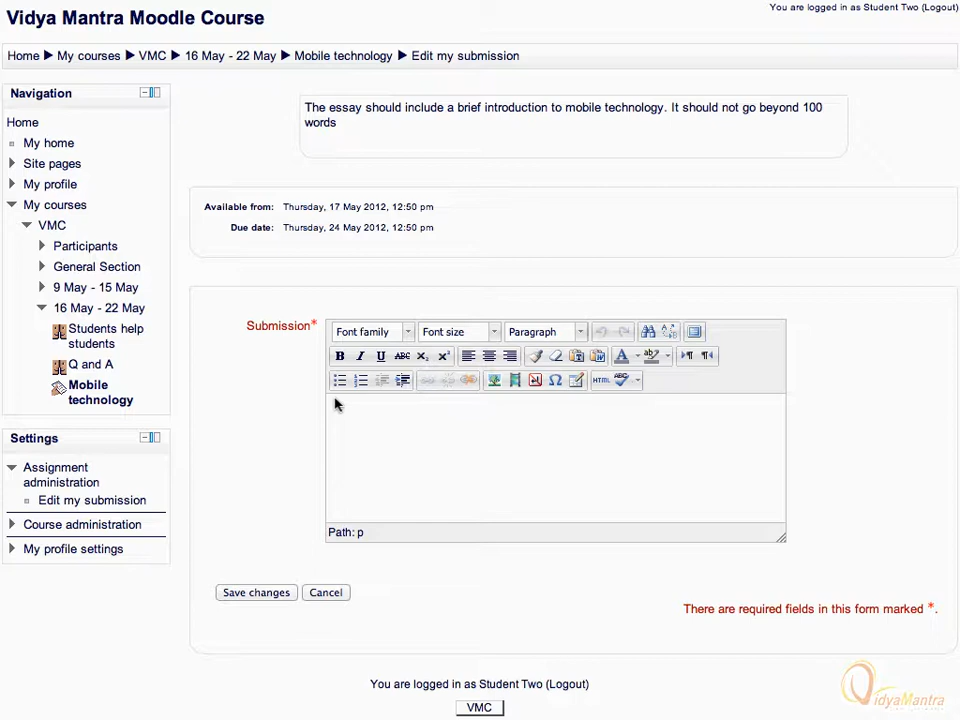 Vidya Mantra Moodle Course
You are logged in as Student Two (Logout)
Home ▶ My courses ▶ VMC ▶ 16 May - 22 May ▶ Mobile technology ▶ Edit my submission
Navigation
Home
My home
Site pages
My profile
My courses
VMC
Participants
General Section
9 May - 15 May
16 May - 22 May
Students help
students
Q and A
Mobile
technology
Settings
Assignment
administration
Edit my submission
Course administration
My profile settings
The essay should include a brief introduction to mobile technology. It should not go beyond 100
words
Available from: Thursday, 17 May 2012, 12:50 pm
Due date: Thursday, 24 May 2012, 12:50 pm
Submission*
Font family Font size Paragraph
B I U ABC X₂ X² A ab
Ω HTML ABC
Path: p
Save changes Cancel
There are required fields in this form marked *.
You are logged in as Student Two (Logout)
VMC
VidyaMantra